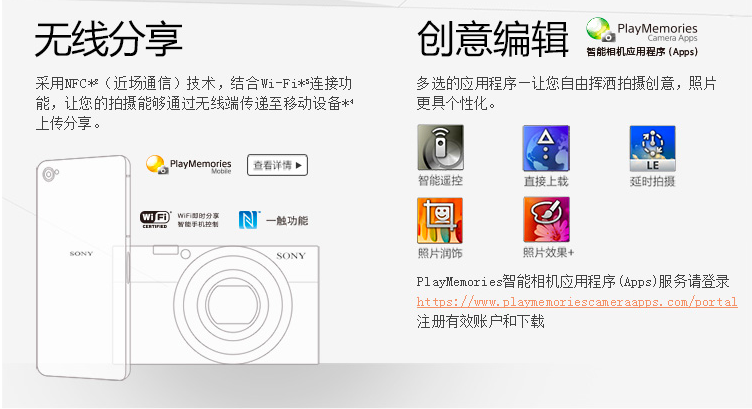 无线分享
采用NFC*²（近场通信）技术，结合Wi-Fi*⁵连接功
能，让您的拍摄能够通过无线端传递至移动设备*⁴
上传分享。
PlayMemories
Mobile
查看详情 ▶
Wi Fi
CERTIFIED
WiFi即时分享
智能手机控制
N
一触功能
SONY
SONY
创意编辑
PlayMemories
Camera Apps
智能相机应用程序 (Apps)
多选的应用程序—让您自由挥洒拍摄创意，照片
更具个性化。
智能遥控
直接上载
LE
延时拍摄
照片润饰
照片效果+
PlayMemories智能相机应用程序(Apps)服务请登录
https://www.playmemoriescameraapps.com/portal
注册有效账户和下载